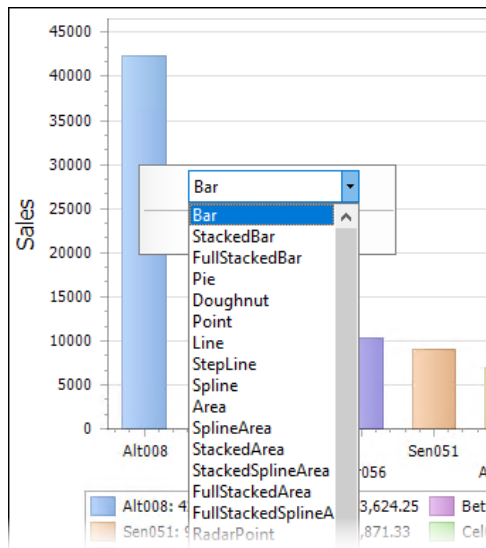 45000
40000
35000
30000
25000
20000
15000
10000
5000
0
Sales
Bar
Bar
StackedBar
FullStackedBar
Pie
Doughnut
Point
Line
StepLine
Spline
Area
SplineArea
StackedArea
StackedSplineArea
FullStackedArea
FullStackedSplineA
RadarPoint
Alt008
r056
Sen051
A
Alt008: 4
3,624.25
Bet
Sen051: 9
,871.33
Cel